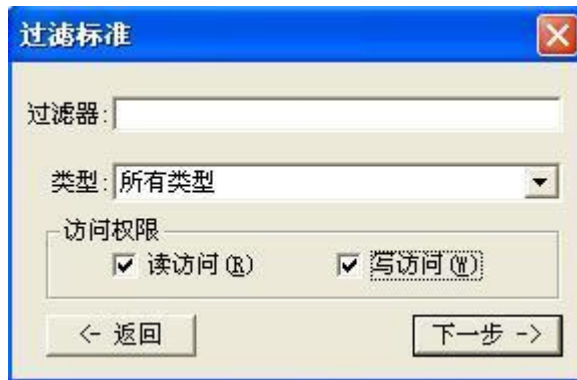 过滤标准
过滤器:
类型: 所有类型
访问权限
读访问(R) 写访问(W)
<- 返回 下一步 ->